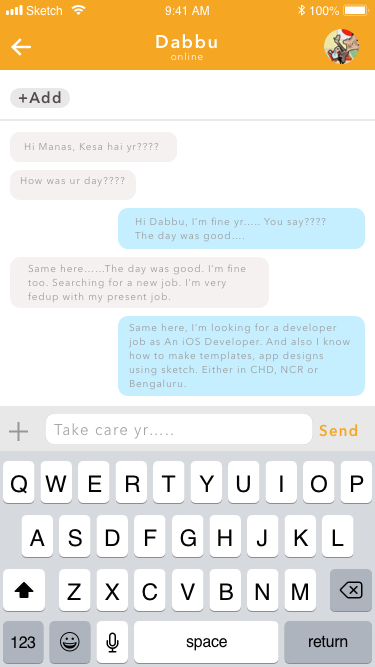 Sketch 9:41 AM 100%
Dabbu
online
+Add
Hi Manas, Kesa hai yr????
How was ur day????
Hi Dabbu, I'm fine yr..... You say????
The day was good....
Same here......The day was good. I'm fine
too. Searching for a new job. I'm very
fedup with my present job.
Same here, I'm looking for a developer
job as An iOS Developer. And also I know
how to make templates, app designs
using sketch. Either in CHD, NCR or
Bengaluru.
Take care yr..... Send
Q W E R T Y U I O P
A S D F G H J K L
Z X C V B N M
123 space return